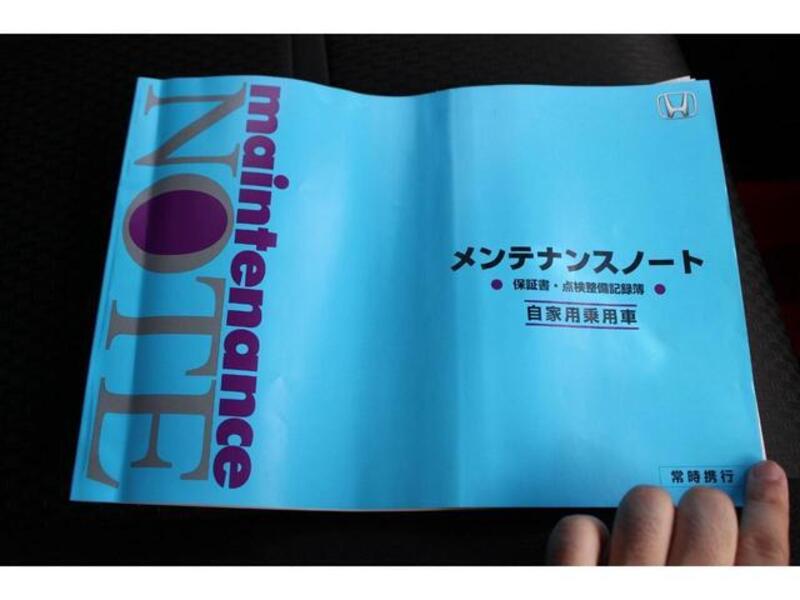 maintenance
NOTE
メンテナンスノート
保証書・点検整備記録簿
自家用乗用車
常時携行